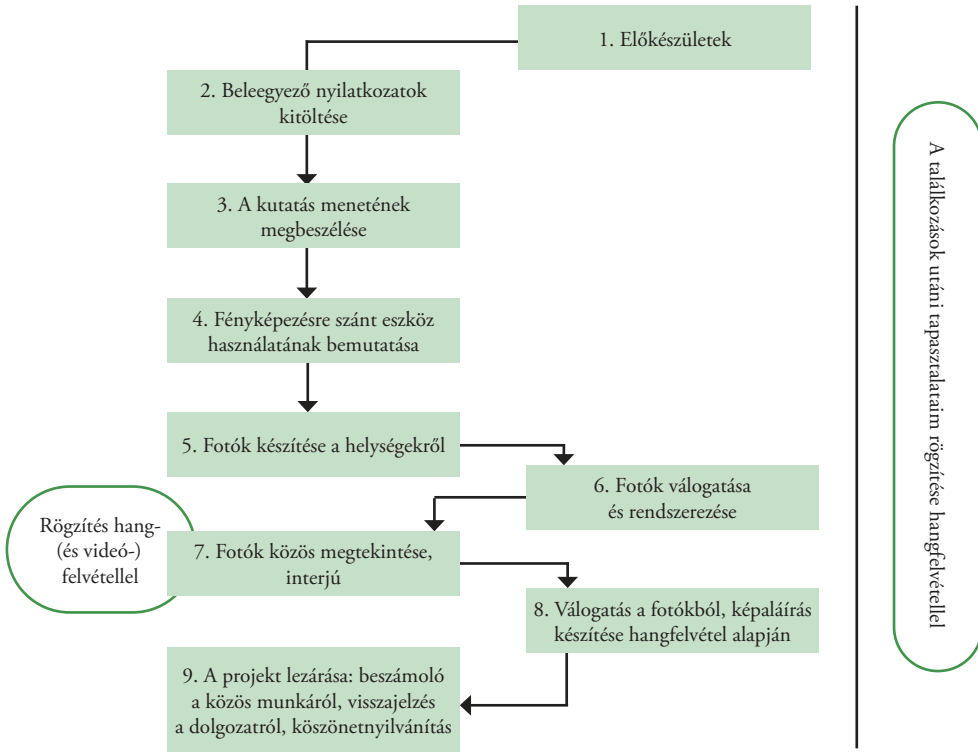 1. Előkészületek
2. Beleegyező nyilatkozatok
kitöltése
3. A kutatás menetének
megbeszélése
4. Fényképezésre szánt eszköz
használatának bemutatása
5. Fotók készítése a helységekről
6. Fotók válogatása
és rendszerezése
Rögzítés hang-
(és videó-)
felvétellel
7. Fotók közös megtekintése,
interjú
8. Válogatás a fotókból, képaláírás
készítése hangfelvétel alapján
9. A projekt lezárása: beszámoló
a közös munkáról, visszajelzés
a dolgozatról, köszönetnyilvánítás
A találkozások utáni tapasztalataim rögzítése hangfelvétellel